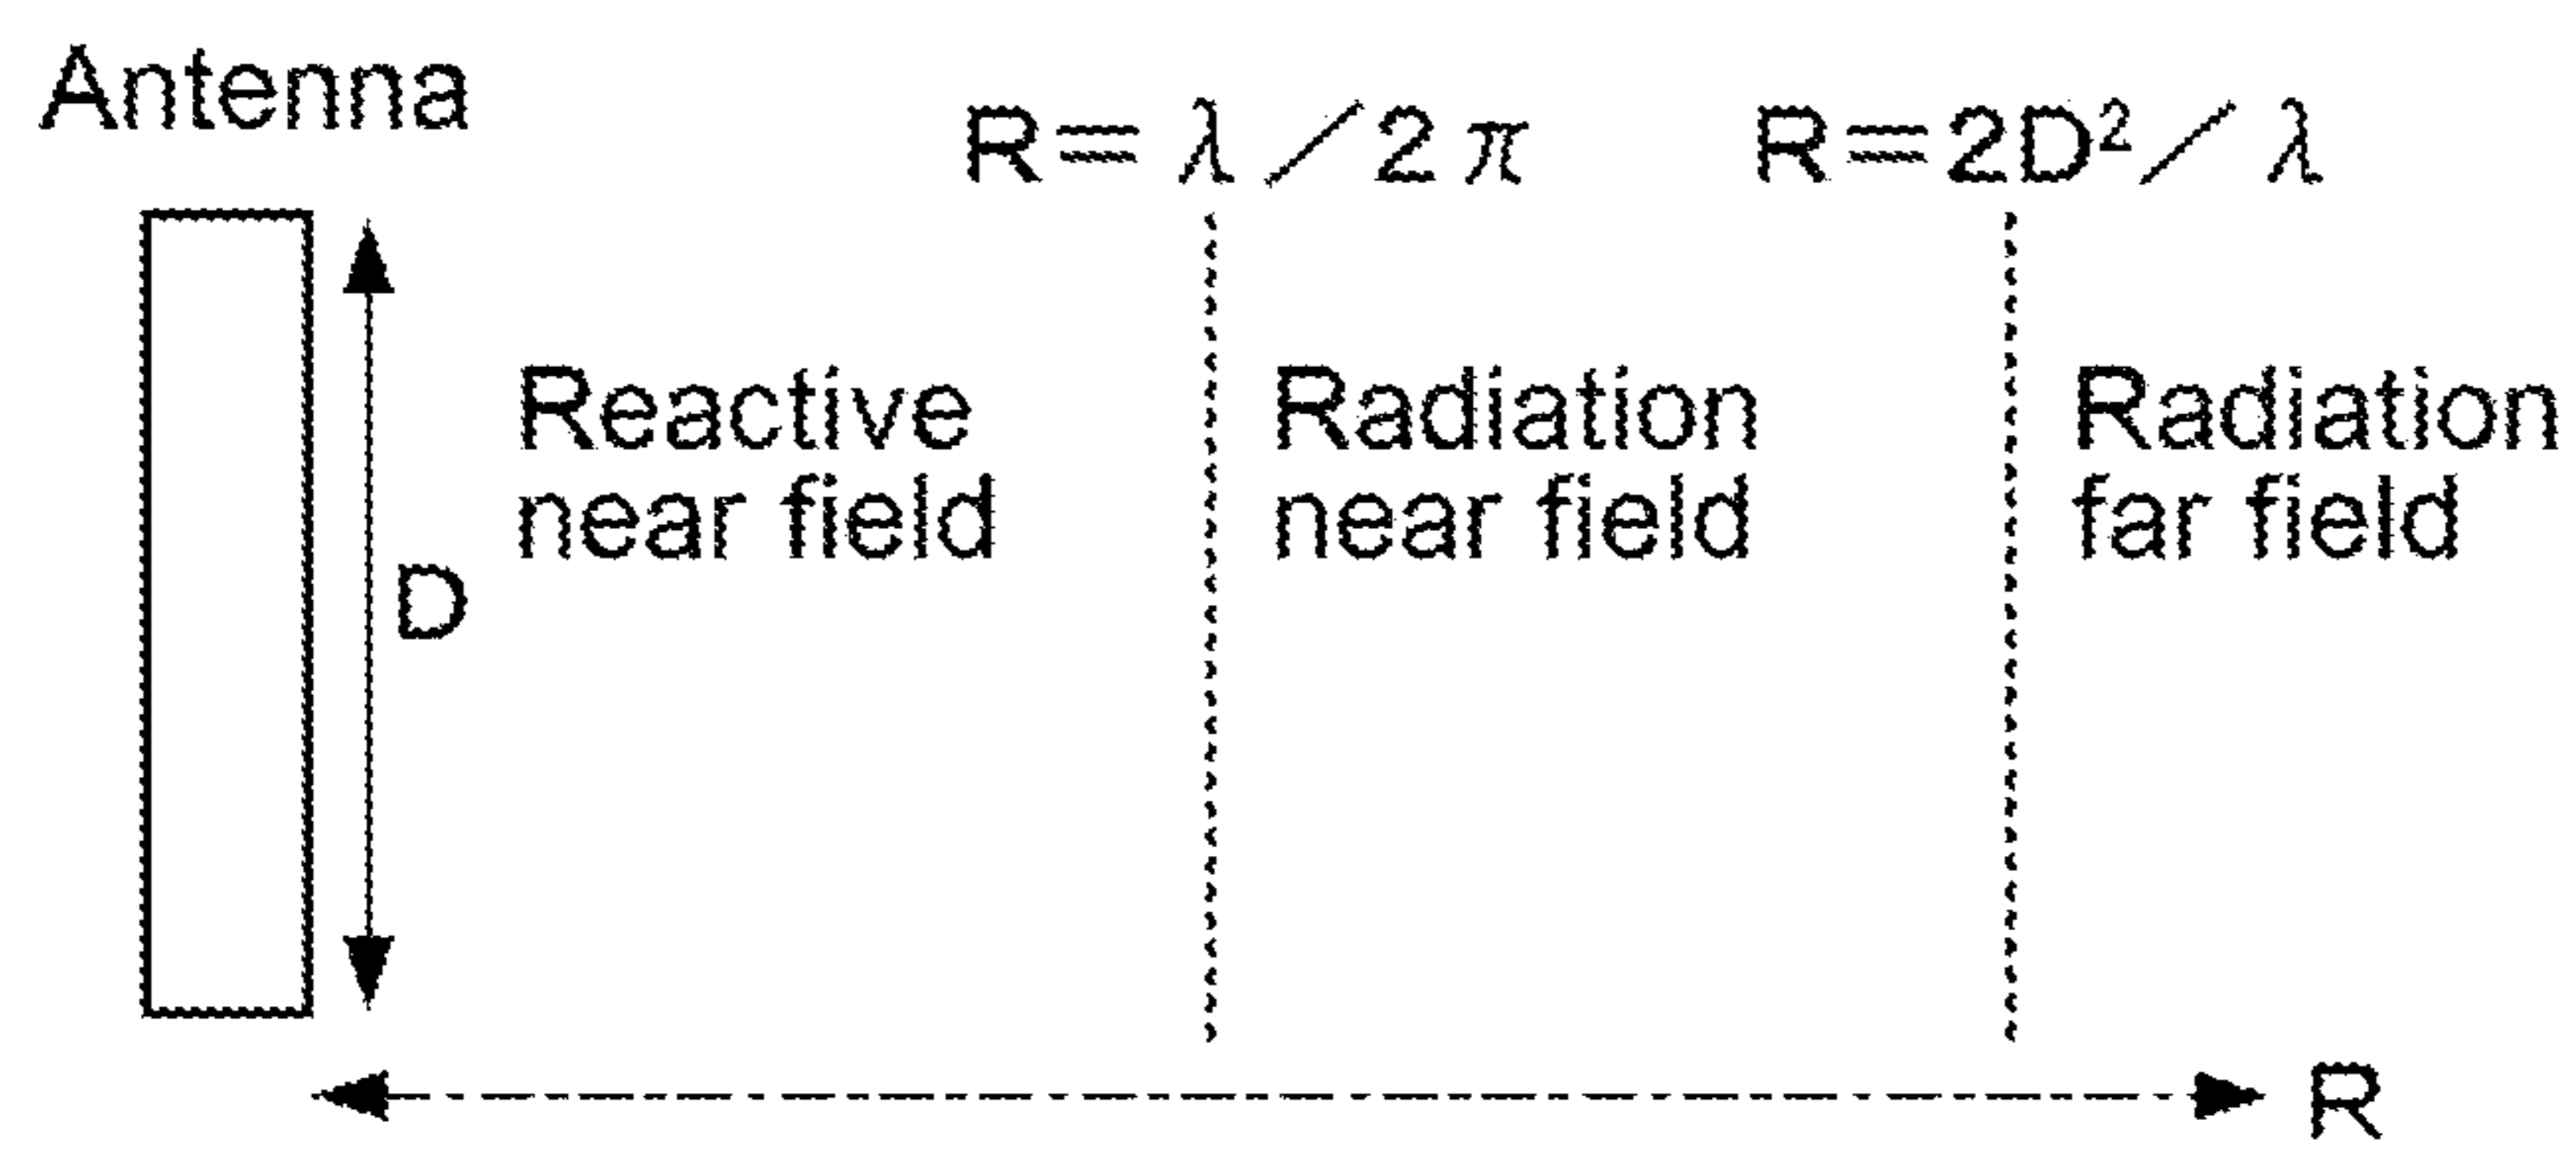 Antenna
R=λ/2π
R=2D²/λ
Reactive
near field
Radiation
near field
Radiation
far field
D
R